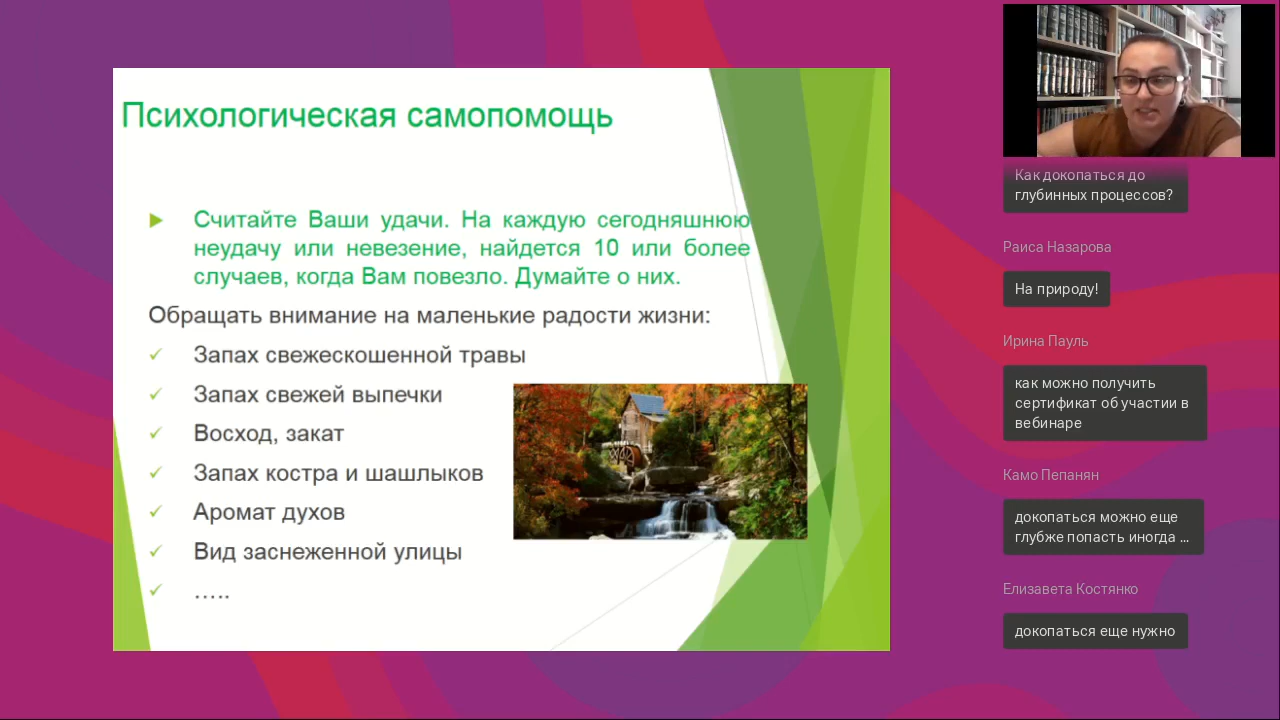 Психологическая самопомощь
Считайте Ваши удачи. На каждую сегодняшнюю
неудачу или невезение, найдется 10 или более
случаев, когда Вам повезло. Думайте о них.
Обращать внимание на маленькие радости жизни:
Запах свежескошенной травы
Запах свежей выпечки
Восход, закат
Запах костра и шашлыков
Аромат духов
Вид заснеженной улицы
.....
Как докопаться до
глубинных процессов?
Раиса Назарова
На природу!
Ирина Пауль
как можно получить
сертификат об участии в
вебинаре
Камо Пепанян
докопаться можно еще
глубже попасть иногда ...
Елизавета Костянко
докопаться еще нужно